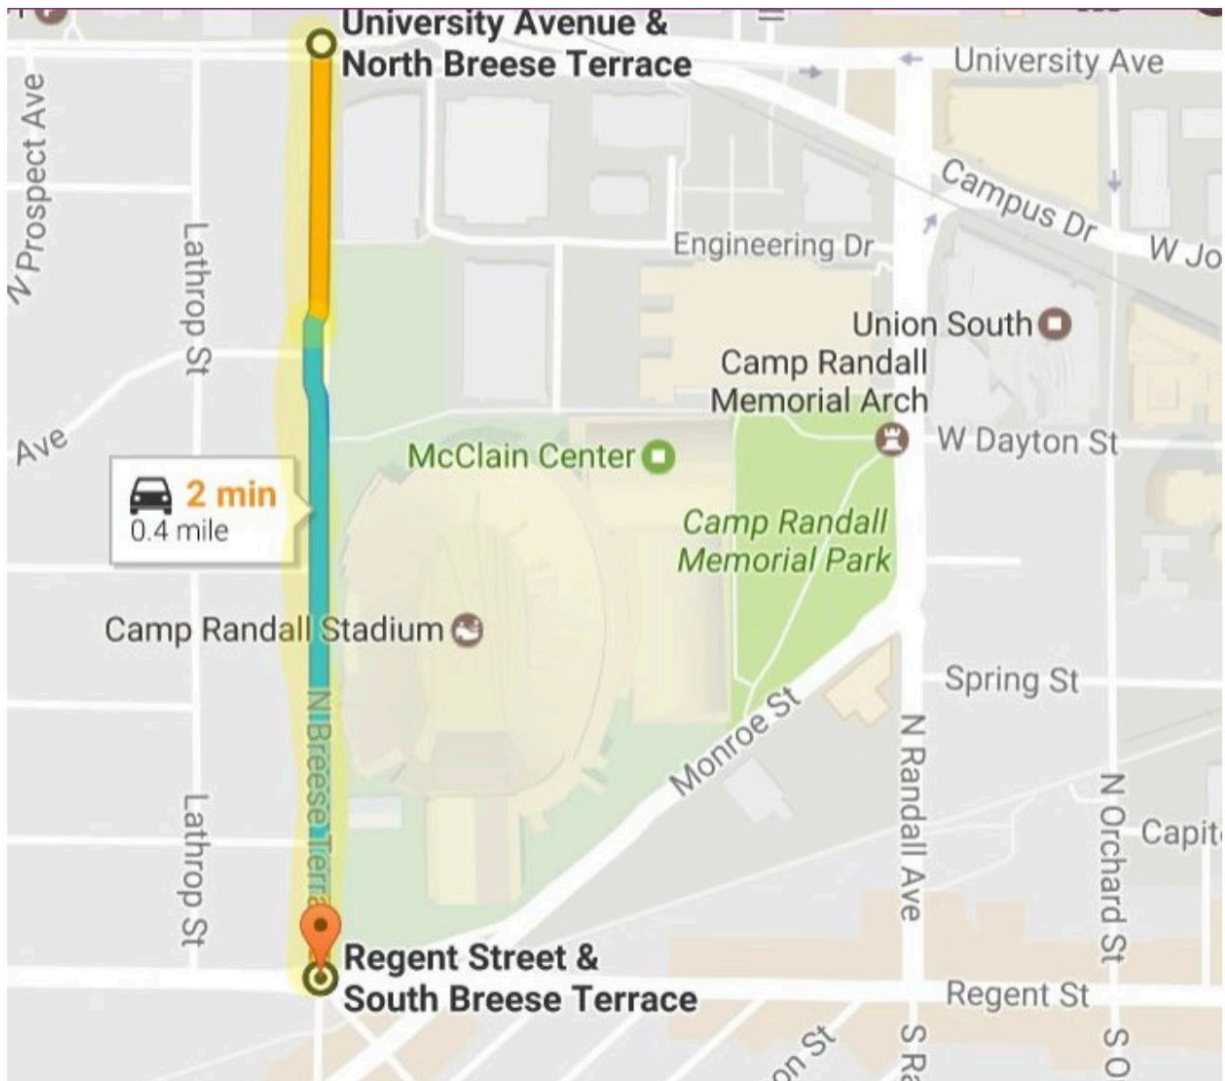 University Avenue &
North Breese Terrace
University Ave
N Prospect Ave
Lathrop St
Campus Dr
W Jo
Engineering Dr
Union South
Camp Randall
Memorial Arch
Ave
McClain Center
W Dayton St
2 min
0.4 mile
Camp Randall
Memorial Park
Camp Randall Stadium
Spring St
N Breese Terra
Monroe St
N Randall Ave
Lathrop St
N Orchard St
Capit
Regent Street &
South Breese Terrace
Regent St
on St
S Ra
S O